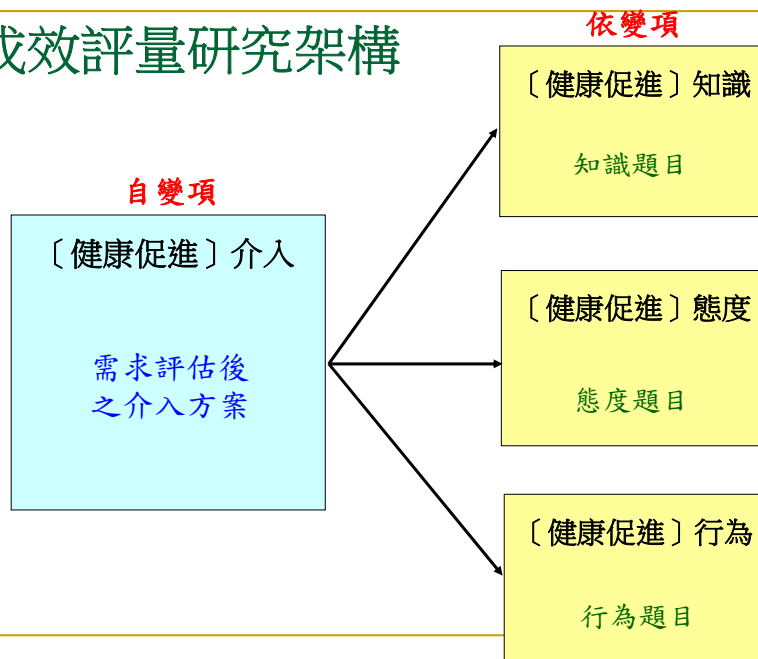 成效評量研究架構
依變項
自變項
〔健康促進〕介入
需求評估後
之介入方案
〔健康促進〕知識
知識題目
〔健康促進〕態度
態度題目
〔健康促進〕行為
行為題目